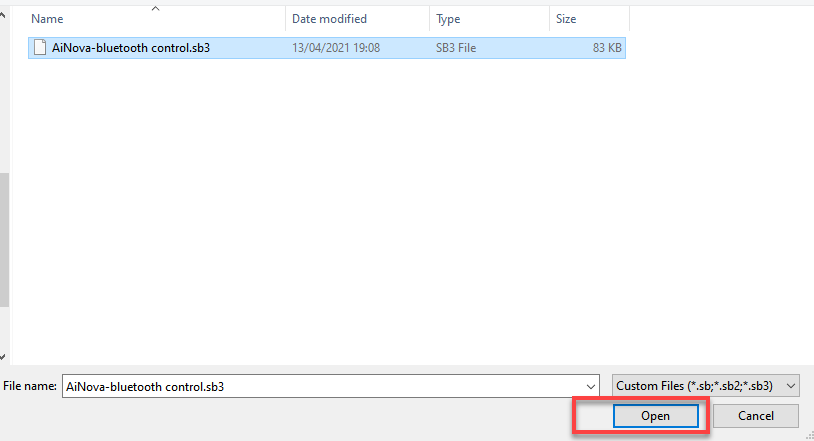 Name Date modified Type Size
AiNova-bluetooth control.sb3 13/04/2021 19:08 SB3 File 83 KB
File name: AiNova-bluetooth control.sb3 Custom Files (*.sb;*.sb2;*.sb3)
Open Cancel